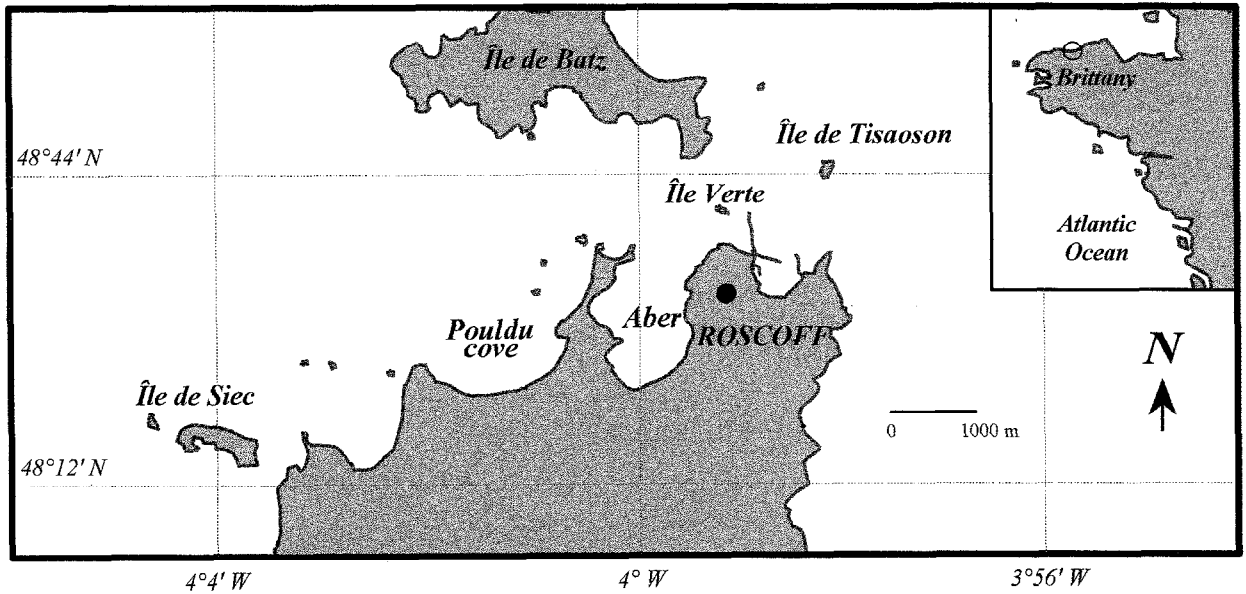 Île de Batz
Brittany
Île de Tisaoson
48°44' N
Île Verte
Atlantic
Ocean
Aber
ROSCOFF
Pouldu
cove
N
Île de Siec
0 1000 m
48°12' N
4°4' W
4° W
3°56' W